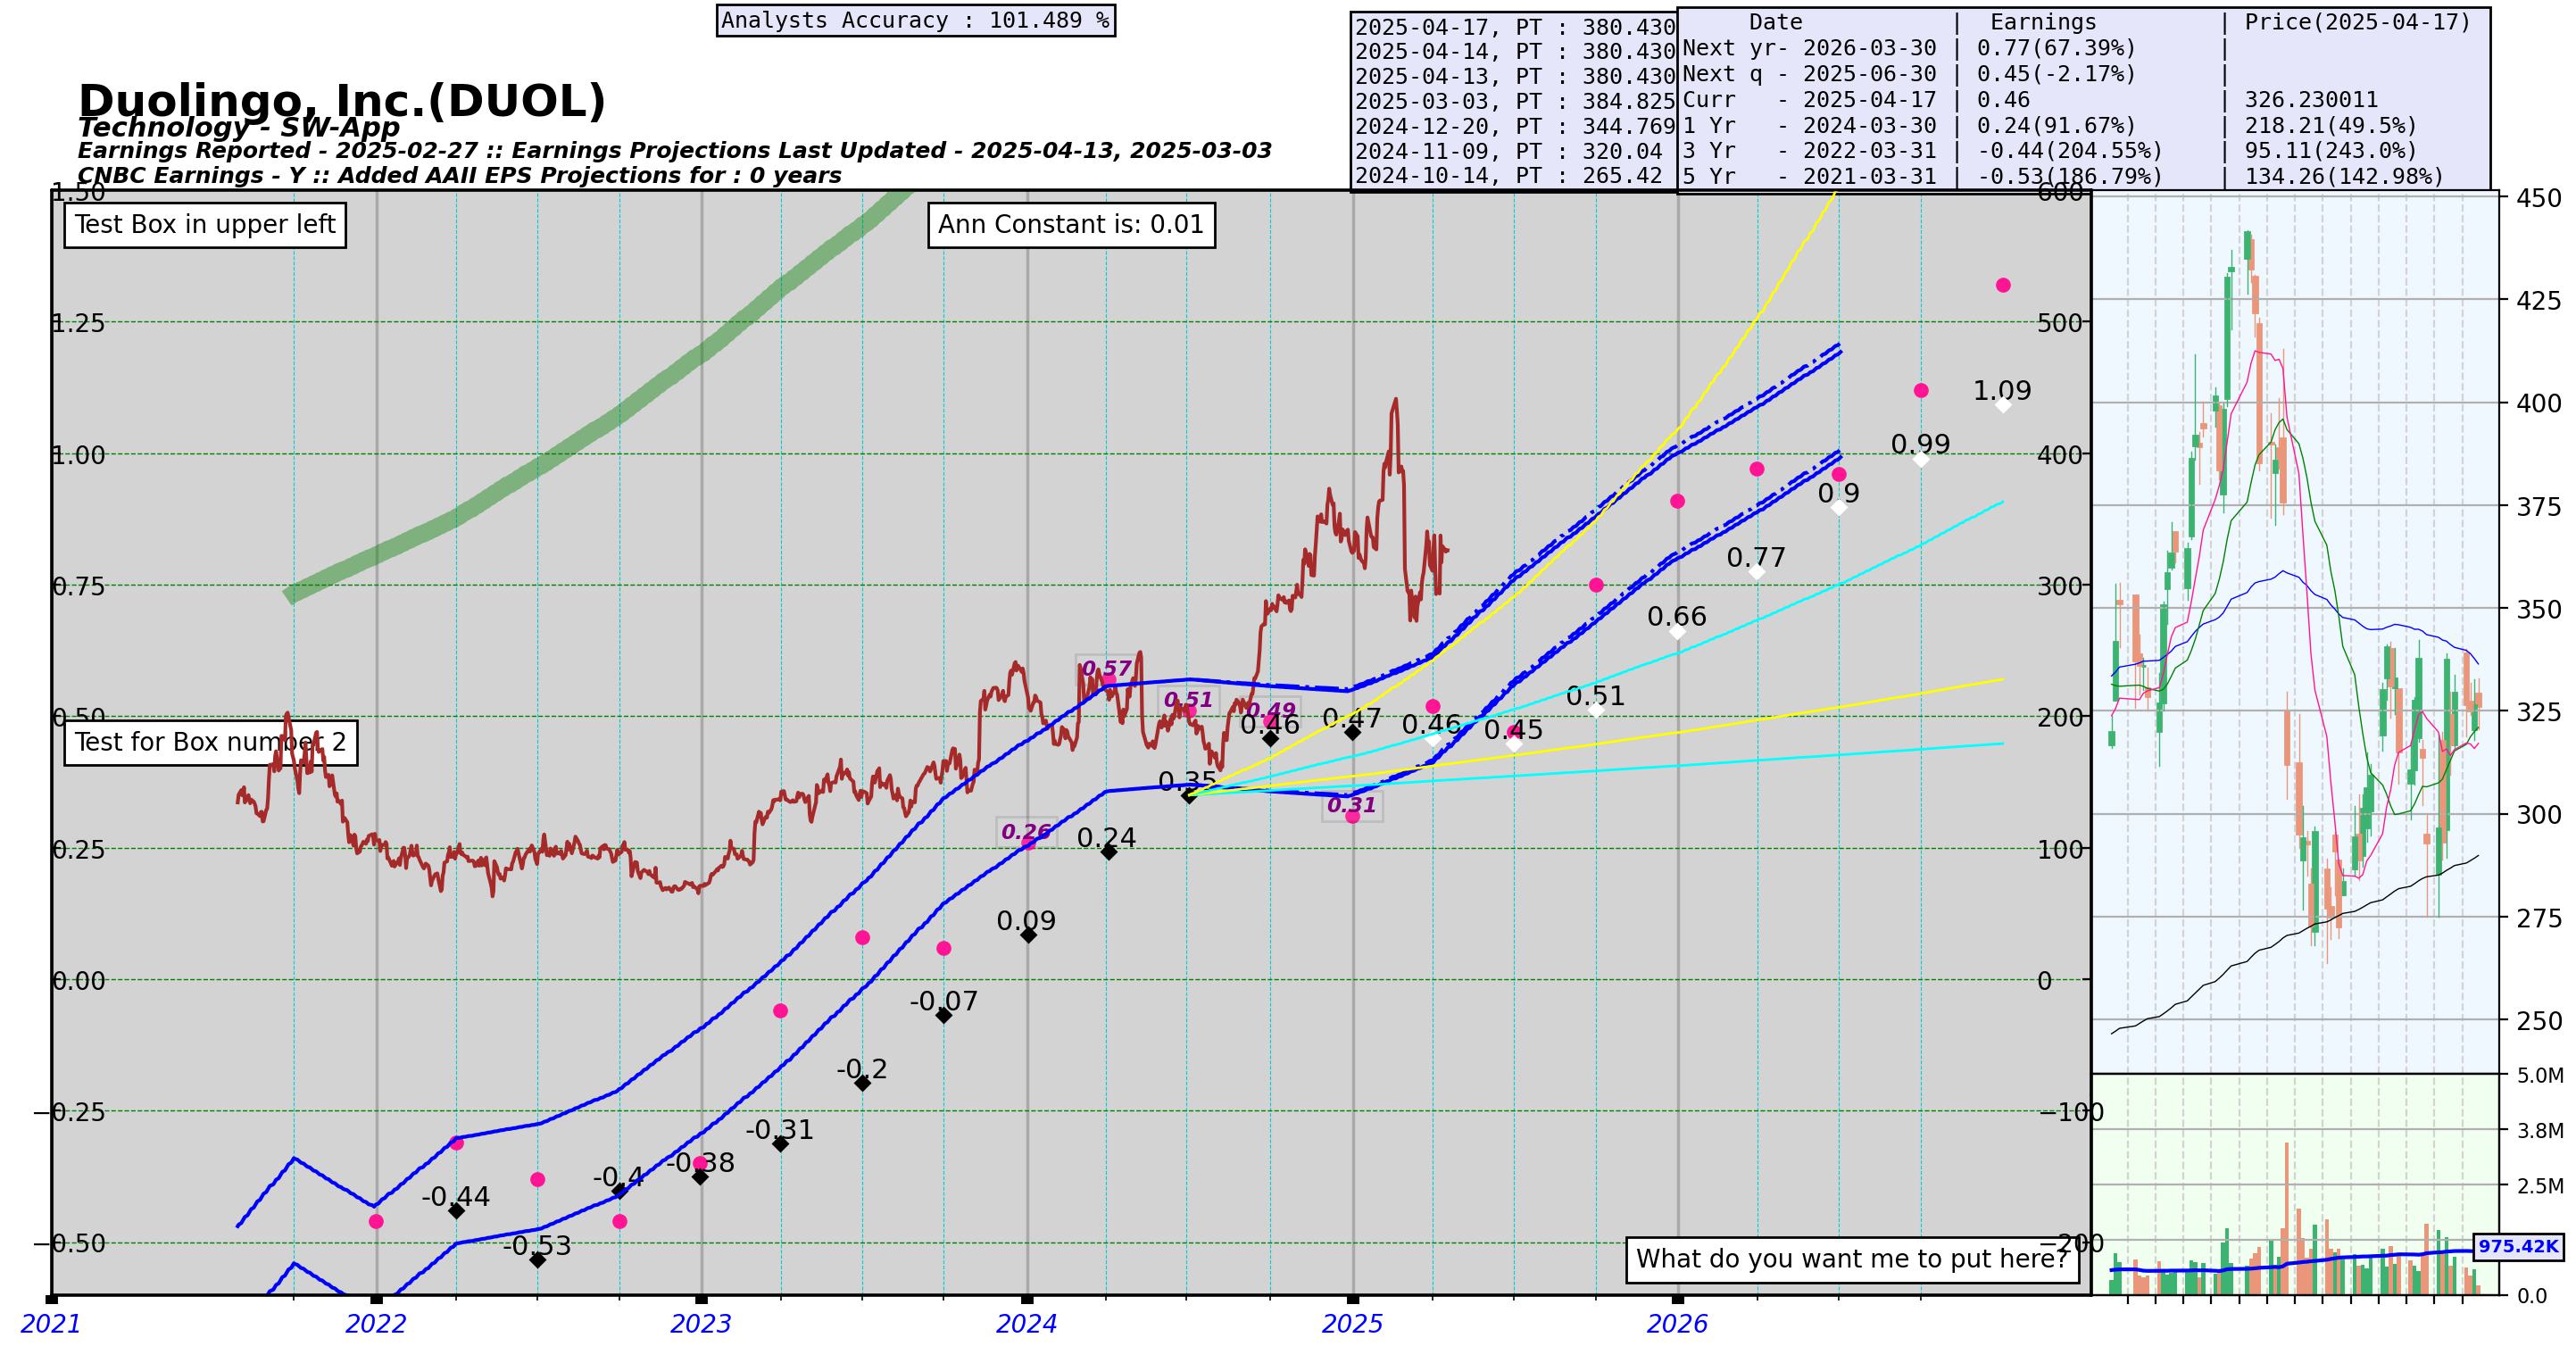 Analysts Accuracy : 101.489 %
2025-04-17, PT : 380.430
2025-04-14, PT : 380.430
2025-04-13, PT : 380.430
2025-03-03, PT : 384.825
2024-12-20, PT : 344.769
2024-11-09, PT : 320.04
2024-10-14, PT : 265.42
Date | Earnings | Price(2025-04-17)
Next yr- 2026-03-30 | 0.77(67.39%) |
Next q - 2025-06-30 | 0.45(-2.17%) |
Curr - 2025-04-17 | 0.46 | 326.230011
1 Yr - 2024-03-30 | 0.24(91.67%) | 218.21(49.5%)
3 Yr - 2022-03-31 | -0.44(204.55%) | 95.11(243.0%)
5 Yr - 2021-03-31 | -0.53(186.79%) | 134.26(142.98%)
Duolingo, Inc.(DUOL)
Technology - SW-App
Earnings Reported - 2025-02-27 :: Earnings Projections Last Updated - 2025-04-13, 2025-03-03
CNBC Earnings - Y :: Added AAII EPS Projections for : 0 years
Test Box in upper left
Ann Constant is: 0.01
Test for Box number 2
What do you want me to put here?
1.50
1.25
1.00
0.75
0.50
0.25
0.00
−0.25
−0.50
600
500
400
300
200
100
0
−100
−200
-0.44
-0.53
-0.4
-0.38
-0.31
-0.2
-0.07
0.09
0.24
0.35
0.46
0.47
0.46
0.45
0.51
0.66
0.77
0.9
0.99
1.09
0.26
0.57
0.51
0.49
0.31
2021
2022
2023
2024
2025
2026
450
425
400
375
350
325
300
275
250
5.0M
3.8M
2.5M
975.42K
0.0